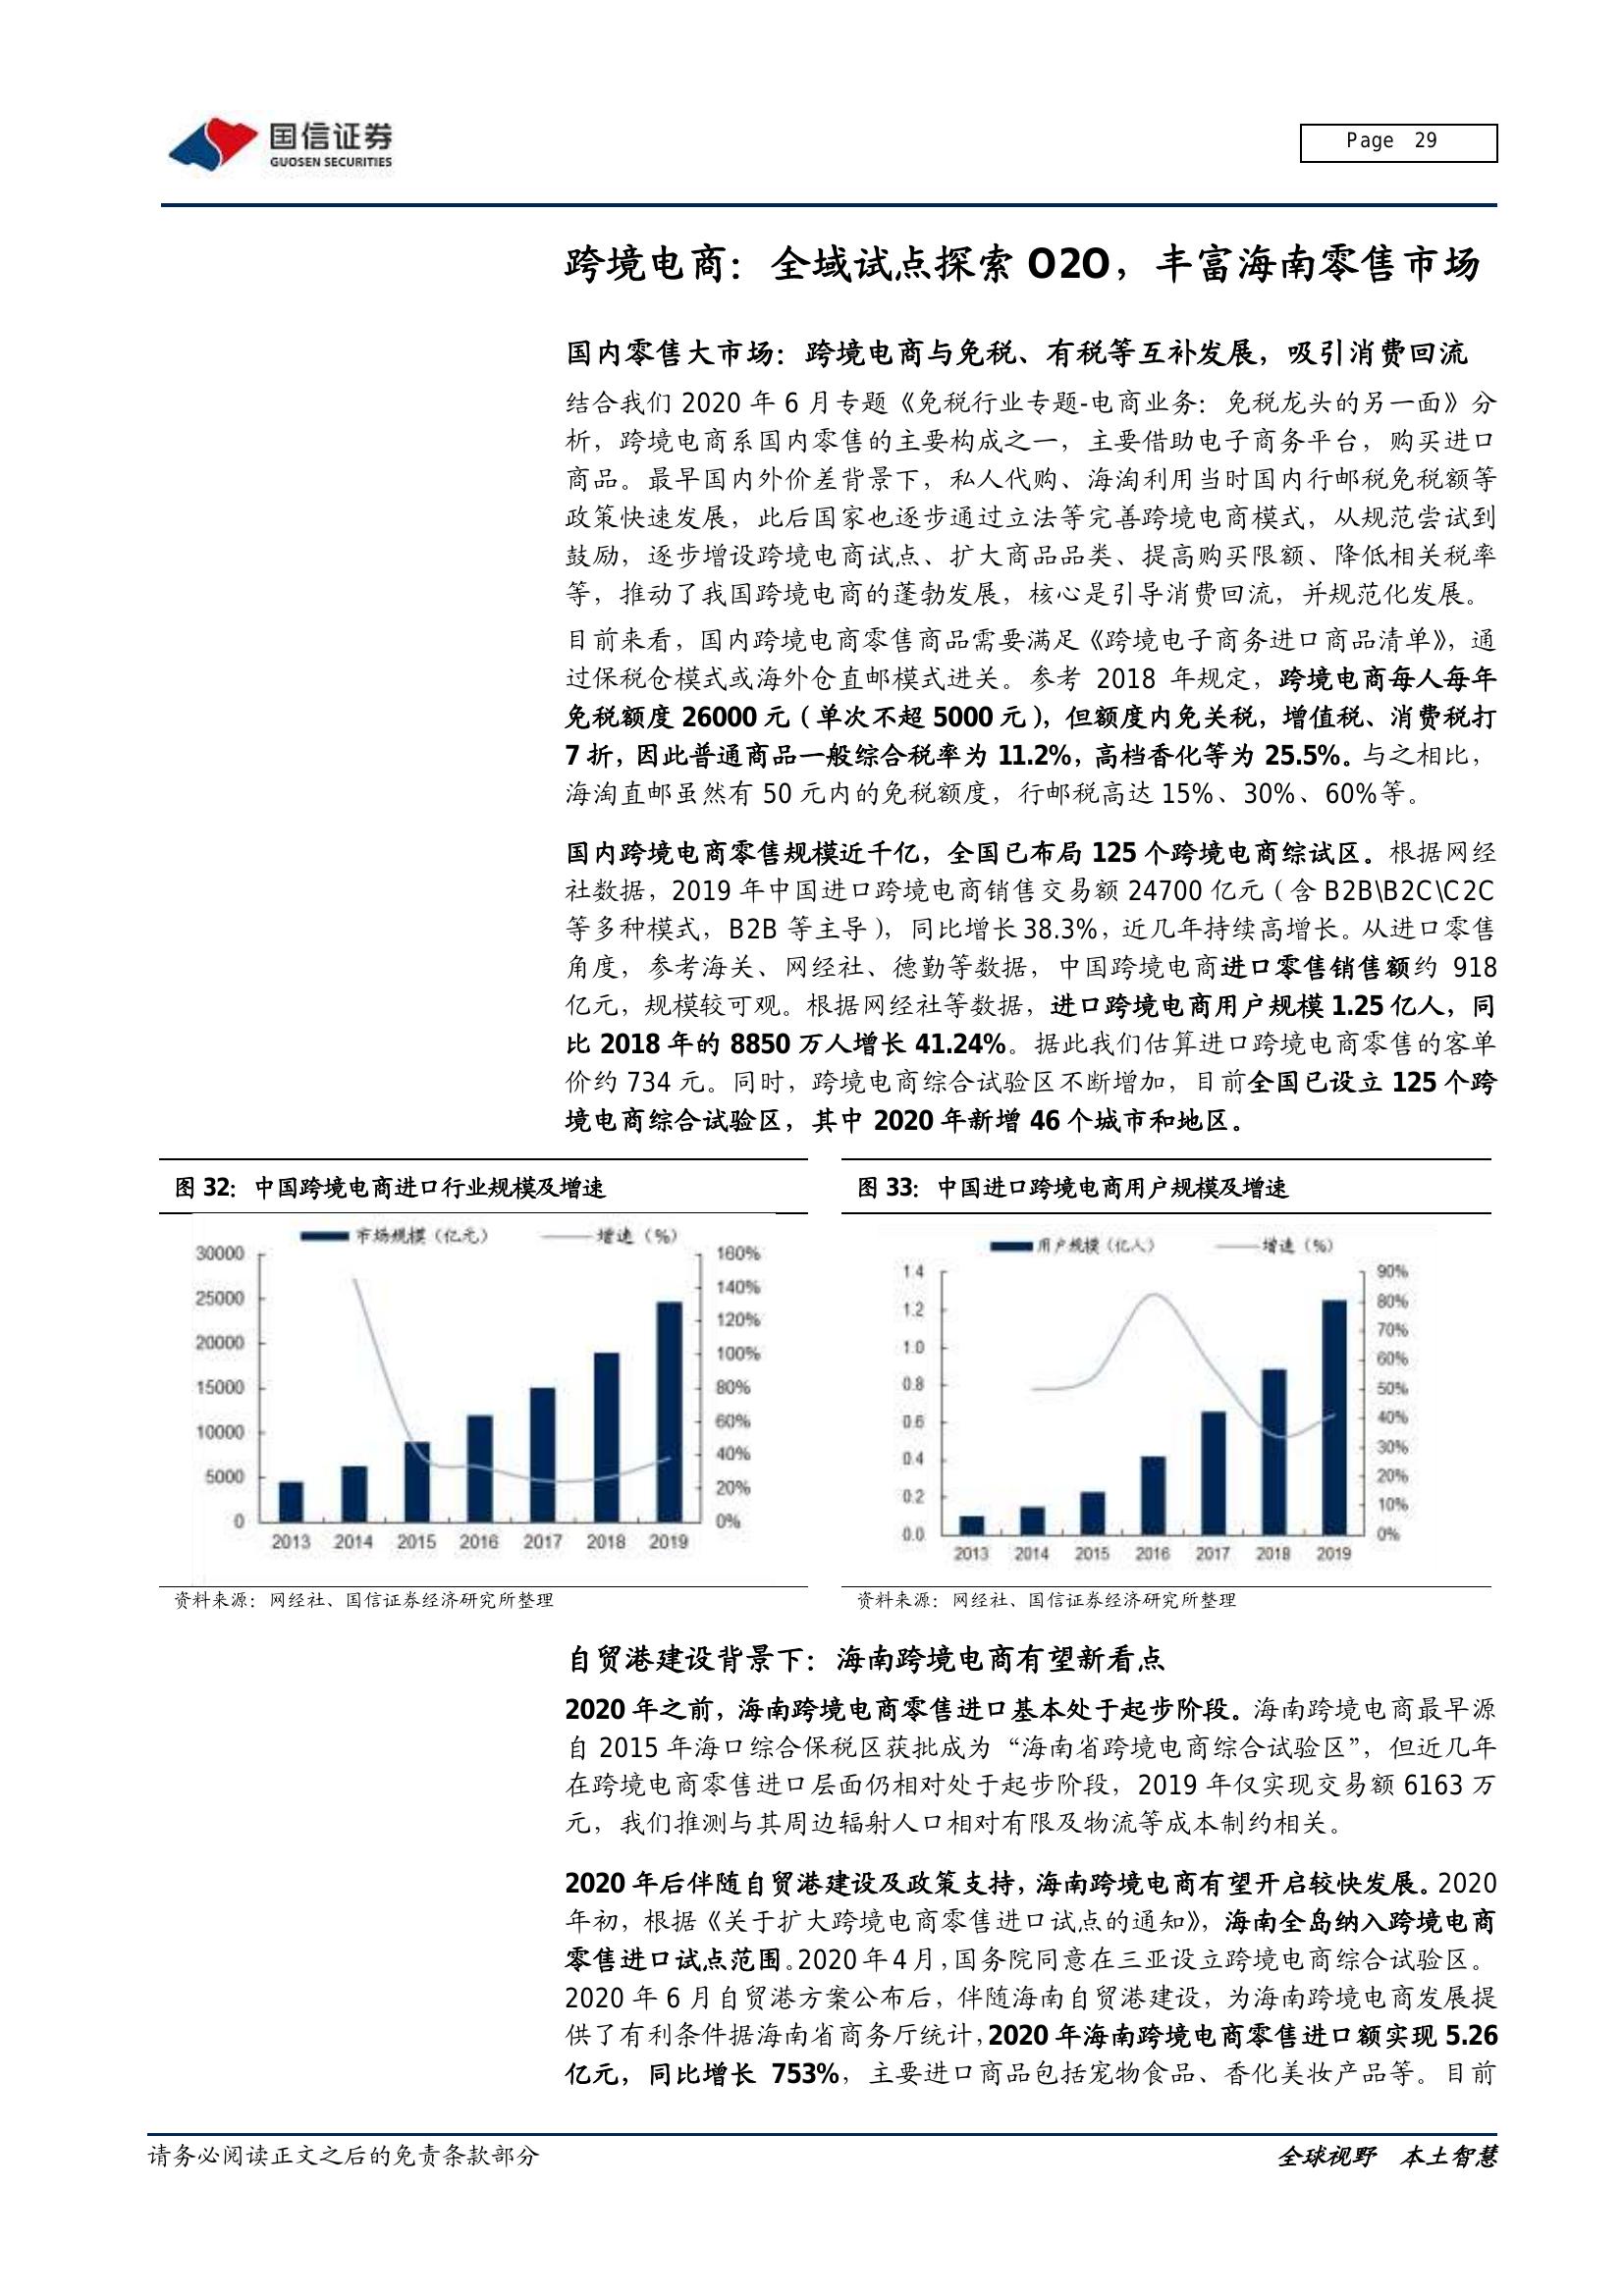 国信证券
GUOSEN SECURITIES
Page 29
跨境电商：全域试点探索 O2O，丰富海南零售市场
国内零售大市场：跨境电商与免税、有税等互补发展，吸引消费回流
结合我们 2020 年 6 月专题《免税行业专题-电商业务：免税龙头的另一面》分
析，跨境电商系国内零售的主要构成之一，主要借助电子商务平台，购买进口
商品。最早国内外价差背景下，私人代购、海淘利用当时国内行邮税免税额等
政策快速发展，此后国家也逐步通过立法等完善跨境电商模式，从规范尝试到
鼓励，逐步增设跨境电商试点、扩大商品品类、提高购买限额、降低相关税率
等，推动了我国跨境电商的蓬勃发展，核心是引导消费回流，并规范化发展。
目前来看，国内跨境电商零售商品需要满足《跨境电子商务进口商品清单》，通
过保税仓模式或海外仓直邮模式进关。参考 2018 年规定，跨境电商每人每年
免税额度 26000 元（单次不超 5000 元），但额度内免关税，增值税、消费税打
7 折，因此普通商品一般综合税率为 11.2%，高档香化等为 25.5%。与之相比，
海淘直邮虽然有 50 元内的免税额度，行邮税高达 15%、30%、60%等。
国内跨境电商零售规模近千亿，全国已布局 125 个跨境电商综试区。根据网经
社数据，2019 年中国进口跨境电商销售交易额 24700 亿元（含 B2B\B2C\C2C
等多种模式，B2B 等主导），同比增长 38.3%，近几年持续高增长。从进口零售
角度，参考海关、网经社、德勤等数据，中国跨境电商进口零售销售额约 918
亿元，规模较可观。根据网经社等数据，进口跨境电商用户规模 1.25 亿人，同
比 2018 年的 8850 万人增长 41.24%。据此我们估算进口跨境电商零售的客单
价约 734 元。同时，跨境电商综合试验区不断增加，目前全国已设立 125 个跨
境电商综合试验区，其中 2020 年新增 46 个城市和地区。
图 32：中国跨境电商进口行业规模及增速
市场规模（亿元） 增速（%）
30000 160%
25000 140%
20000 120%
15000 100%
10000 80%
5000 60%
0 40%
20%
0%
2013 2014 2015 2016 2017 2018 2019
资料来源：网经社、国信证券经济研究所整理
图 33：中国进口跨境电商用户规模及增速
用户规模（亿人） 增速（%）
1.4 90%
1.2 80%
1.0 70%
0.8 60%
0.6 50%
0.4 40%
0.2 30%
0.0 20%
10%
0%
2013 2014 2015 2016 2017 2018 2019
资料来源：网经社、国信证券经济研究所整理
自贸港建设背景下：海南跨境电商有望新看点
2020 年之前，海南跨境电商零售进口基本处于起步阶段。海南跨境电商最早源
自 2015 年海口综合保税区获批成为“海南省跨境电商综合试验区”，但近几年
在跨境电商零售进口层面仍相对处于起步阶段，2019 年仅实现交易额 6163 万
元，我们推测与其周边辐射人口相对有限及物流等成本制约相关。
2020 年后伴随自贸港建设及政策支持，海南跨境电商有望开启较快发展。2020
年初，根据《关于扩大跨境电商零售进口试点的通知》，海南全岛纳入跨境电商
零售进口试点范围。2020 年 4 月，国务院同意在三亚设立跨境电商综合试验区。
2020 年 6 月自贸港方案公布后，伴随海南自贸港建设，为海南跨境电商发展提
供了有利条件据海南省商务厅统计，2020 年海南跨境电商零售进口额实现 5.26
亿元，同比增长 753%，主要进口商品包括宠物食品、香化美妆产品等。目前
请务必阅读正文之后的免责条款部分
全球视野 本土智慧